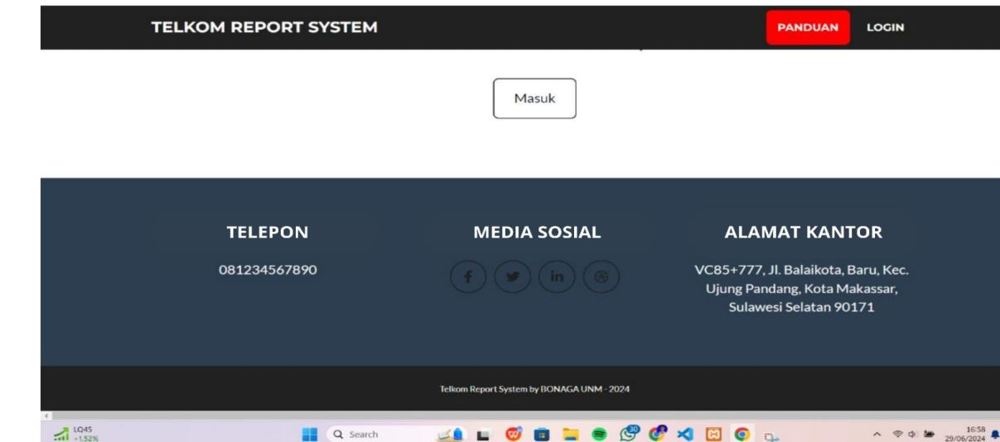 TELKOM REPORT SYSTEM
PANDUAN LOGIN
Masuk
TELEPON
081234567890
MEDIA SOSIAL
ALAMAT KANTOR
VC85+777, Jl. Balaikota, Baru, Kec.
Ujung Pandang, Kota Makassar,
Sulawesi Selatan 90171
Telkom Report System by BONAGA UNM - 2024
LQ45
+1.52%
Search
30
16:58
29/06/2024